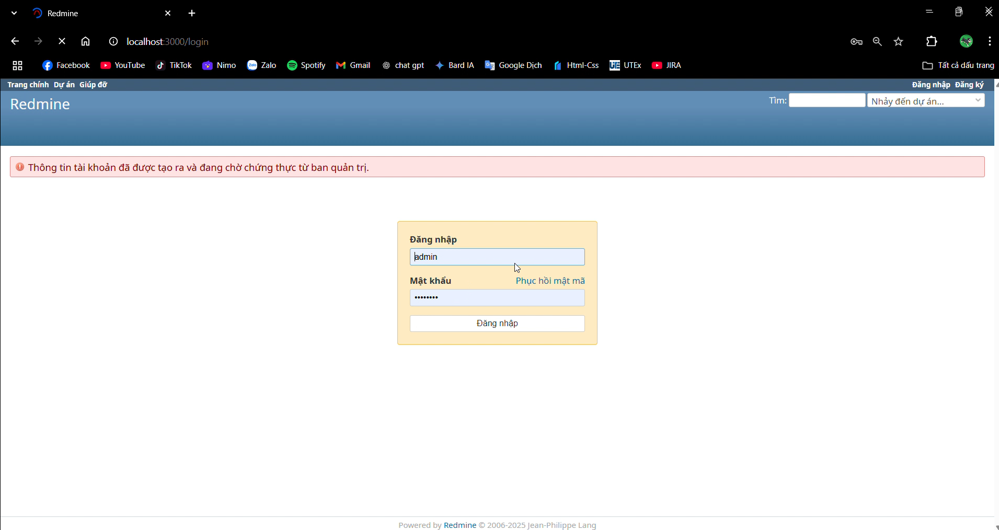 Redmine
localhost:3000/login
Facebook YouTube TikTok Nimo Zalo Spotify Gmail chat gpt Bard IA Google Dịch Html-Css UTEx JIRA Tất cả dấu trang
Trang chính Dự án Giúp đỡ Đăng nhập Đăng ký
Redmine Tìm: Nhảy đến dự án...
Thông tin tài khoản đã được tạo ra và đang chờ chứng thực từ ban quản trị.
Đăng nhập
admin
Mật khẩu Phục hồi mật mã
••••••••
Đăng nhập
Powered by Redmine © 2006-2025 Jean-Philippe Lang